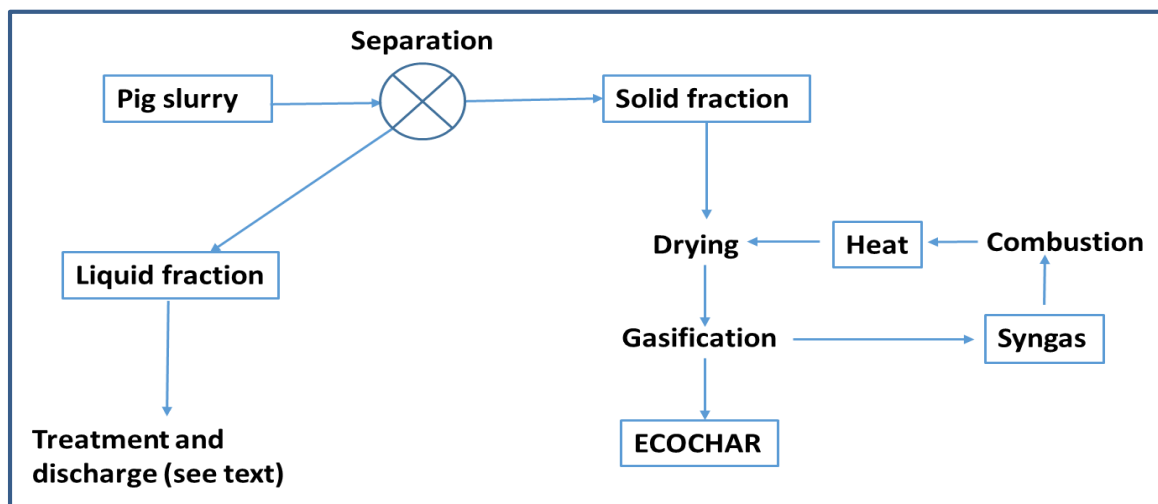 Separation
Pig slurry
Solid fraction
Drying
Heat
Combustion
Liquid fraction
Gasification
Syngas
Treatment and
discharge (see text)
ECOCHAR